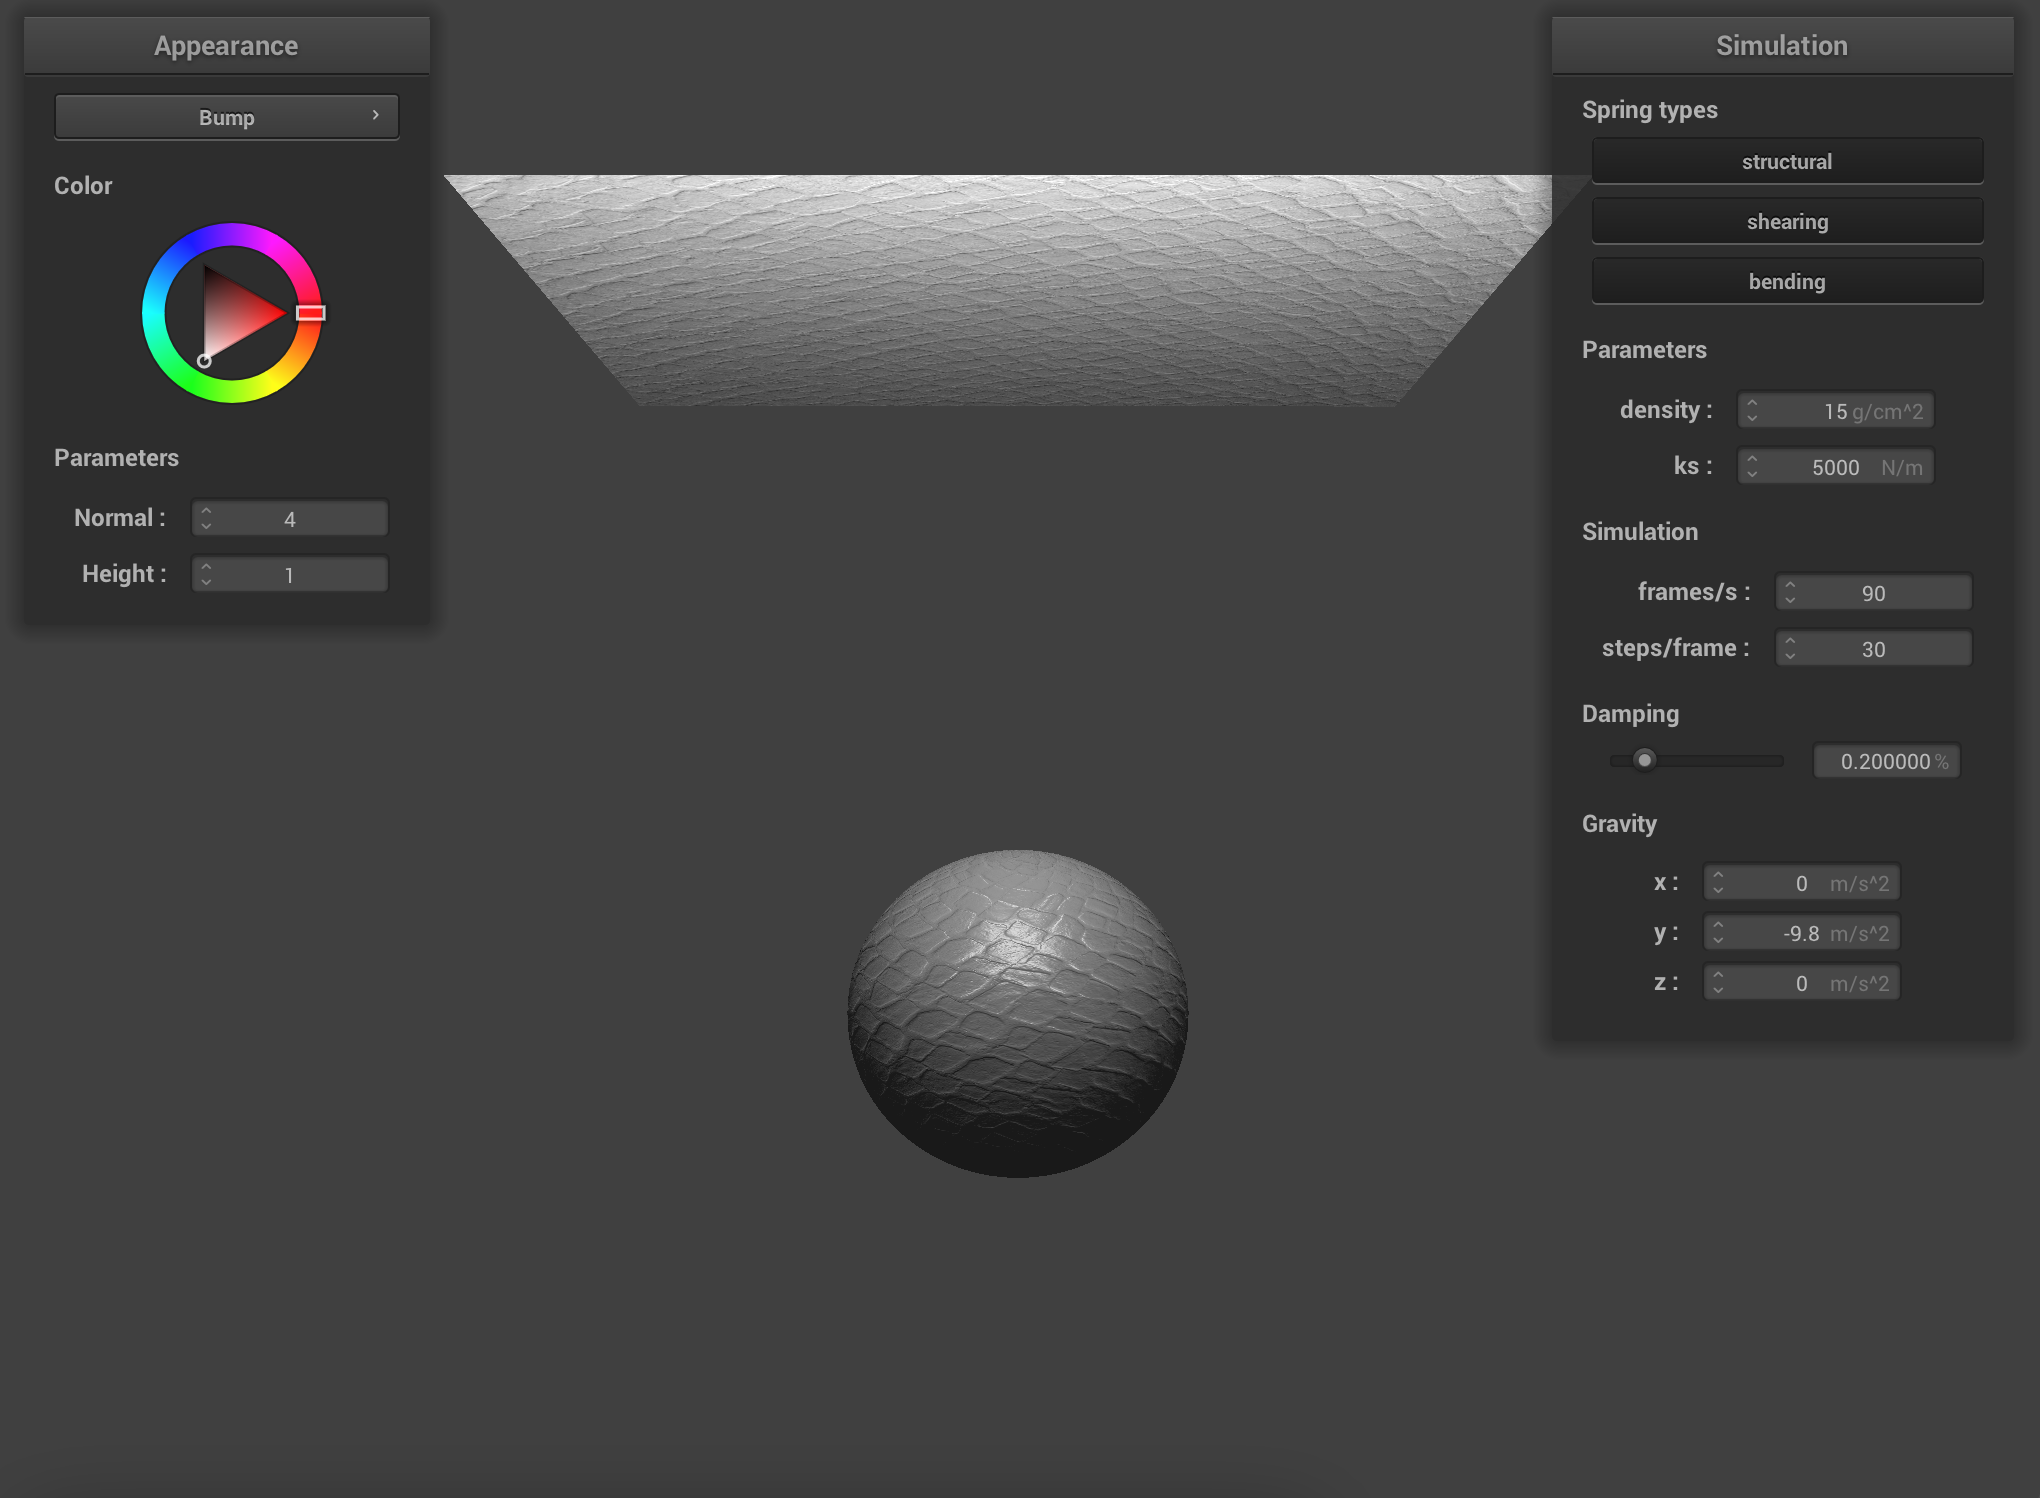 Appearance
Bump
Color
Parameters
Normal : 4
Height : 1
Simulation
Spring types
structural
shearing
bending
Parameters
density : 15 g/cm^2
ks : 5000 N/m
Simulation
frames/s : 90
steps/frame : 30
Damping
0.200000 %
Gravity
x : 0 m/s^2
y : -9.8 m/s^2
z : 0 m/s^2